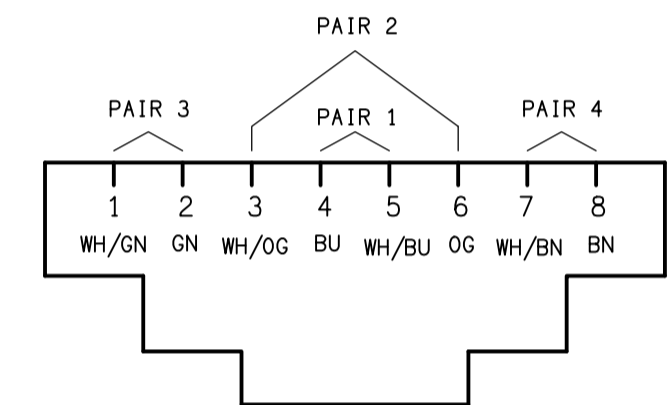 PAIR 2
PAIR 3
PAIR 1
PAIR 4
1 2 3 4 5 6 7 8
WH/GN GN WH/OG BU WH/BU OG WH/BN BN